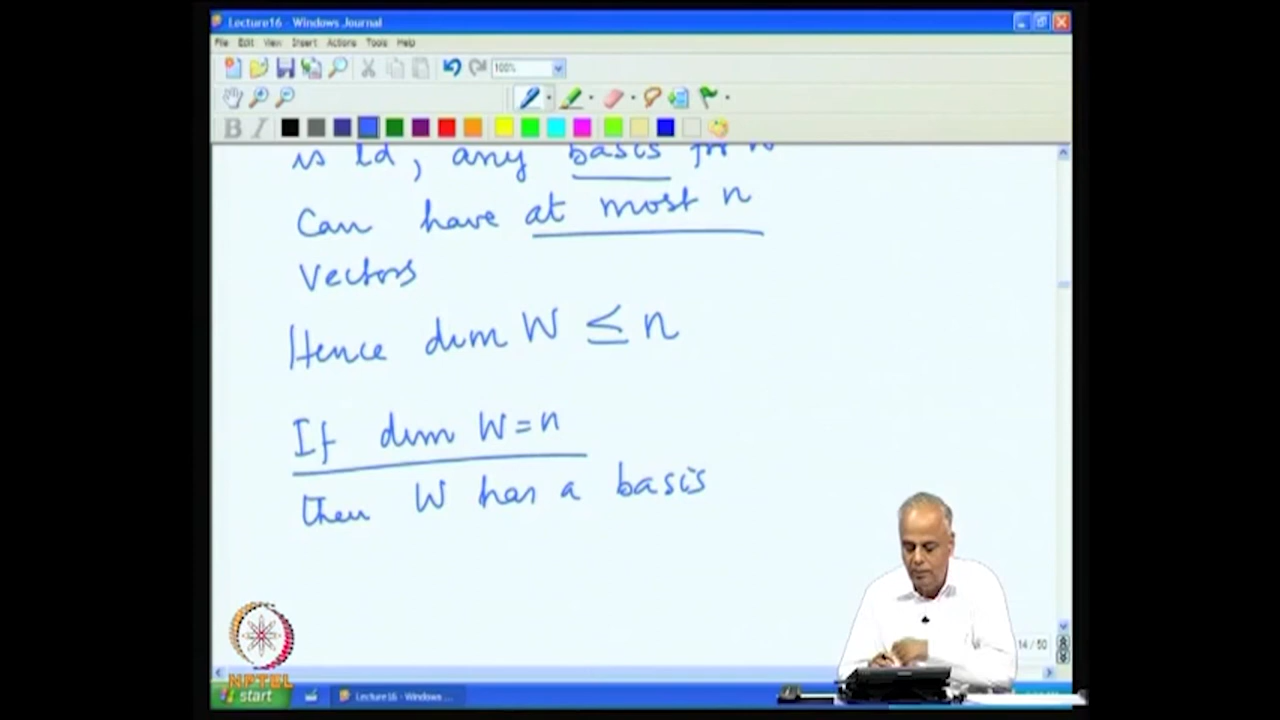 Lecture16 - Windows Journal
File Edit View Insert Actions Tools Help
100%
B I
is ld, any basis for W
Can have at most n
Vectors
Hence dim W ≤ n
If dim W = n
then W has a basis
14 / 50
NPTEL
start Lecture16 - Windows ...